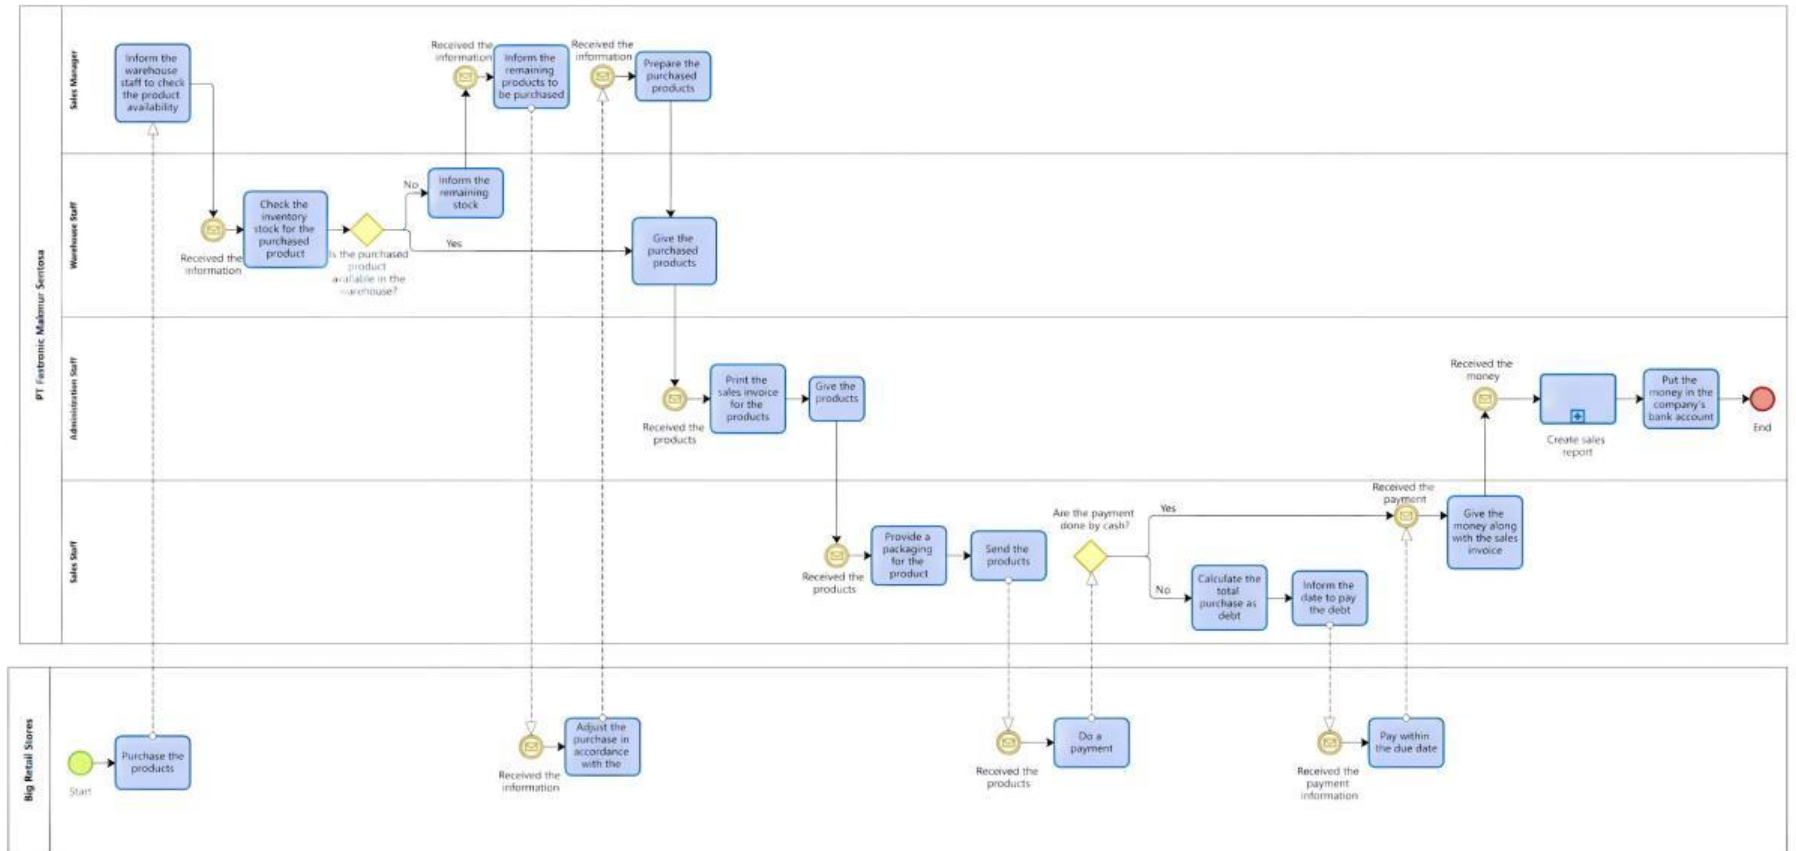 PT Fastronic Makmur Sentosa
Sales Manager
Inform the
warehouse
staff to check
the product
availability
Received the
information
Inform the
remaining
products to
be purchased
Received the
information
Prepare the
purchased
products
Warehouse Staff
Received the
information
Check the
inventory
stock for the
purchased
product
Is the purchased
product
available in the
warehouse?
No
Inform the
remaining
stock
Yes
Give the
purchased
products
Administration Staff
Received the
products
Print the
sales invoice
for the
products
Give the
products
Received the
money
Create sales
report
Put the
money in the
company's
bank account
End
Sales Staff
Received the
products
Provide a
packaging
for the
product
Send the
products
Are the payment
done by cash?
Yes
No
Calculate the
total
purchase as
debt
Inform the
date to pay
the debt
Received the
payment
Give the
money along
with the sales
invoice
Big Retail Stores
Start
Purchase the
products
Received the
information
Adjust the
purchase in
accordance
with the
Received the
products
Do a
payment
Received the
payment
information
Pay within
the due date